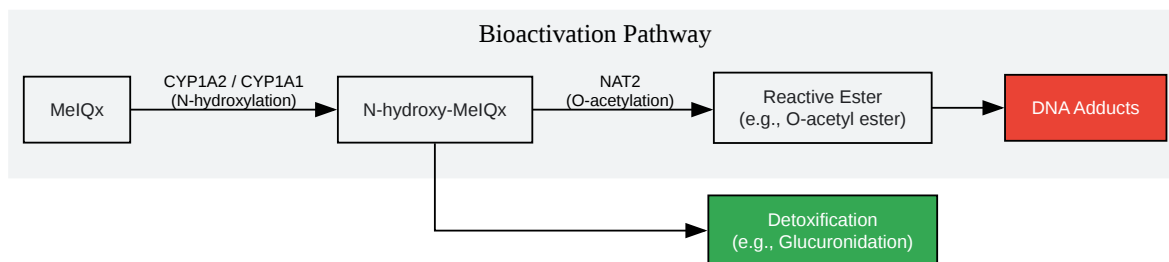 Bioactivation Pathway
MeIQx
CYP1A2 / CYP1A1
(N-hydroxylation)
N-hydroxy-MeIQx
NAT2
(O-acetylation)
Reactive Ester
(e.g., O-acetyl ester)
DNA Adducts
Detoxification
(e.g., Glucuronidation)